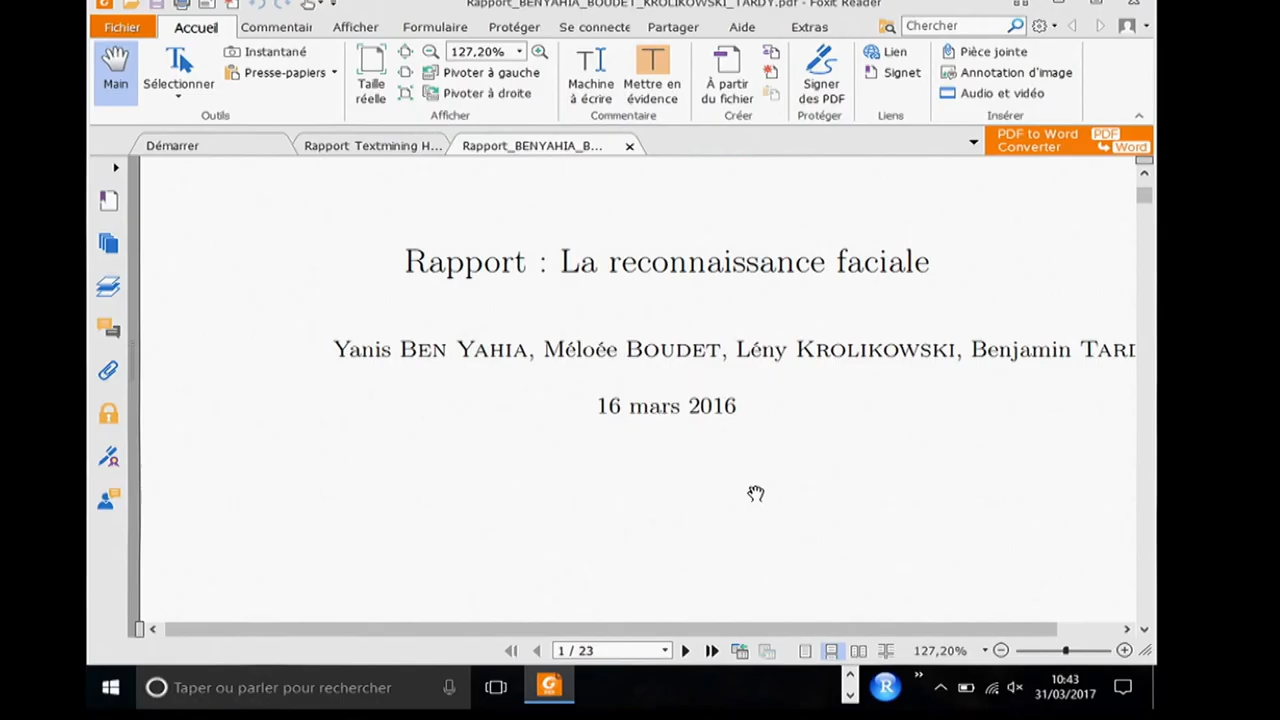 Rapport_BENYAHIA_BOUDET_KROLIKOWSKI_TARDY.pdf - Foxit Reader
Fichier Accueil Commentair Afficher Formulaire Protéger Se connecte Partager Aide Extras Chercher
Main
Sélectionner
Instantané
Presse-papiers
Outils
Taille réelle
127,20%
Pivoter à gauche
Pivoter à droite
Afficher
Machine à écrire
Mettre en évidence
Commentaire
À partir du fichier
Créer
Signer des PDF
Protéger
Lien
Signet
Liens
Pièce jointe
Annotation d'image
Audio et vidéo
Insérer
Démarrer Rapport Textmining H... Rapport_BENYAHIA_B...
PDF to Word Converter PDF Word
Rapport : La reconnaissance faciale
Yanis BEN YAHIA, Méloée BOUDET, Lény KROLIKOWSKI, Benjamin TARD
16 mars 2016
1 / 23 127,20%
Taper ou parler pour rechercher
R
10:43
31/03/2017